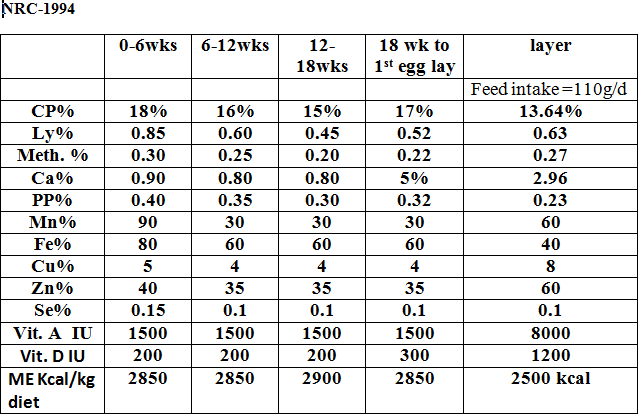 NRC-1994
0-6wks 6-12wks 12-18wks 18 wk to 1st egg lay layer
Feed intake =110g/d
CP% 18% 16% 15% 17% 13.64%
Ly% 0.85 0.60 0.45 0.52 0.63
Meth. % 0.30 0.25 0.20 0.22 0.27
Ca% 0.90 0.80 0.80 5% 2.96
PP% 0.40 0.35 0.30 0.32 0.23
Mn% 90 30 30 30 60
Fe% 80 60 60 60 40
Cu% 5 4 4 4 8
Zn% 40 35 35 35 60
Se% 0.15 0.1 0.1 0.1 0.1
Vit. A IU 1500 1500 1500 1500 8000
Vit. D IU 200 200 200 300 1200
ME Kcal/kg diet 2850 2850 2900 2850 2500 kcal